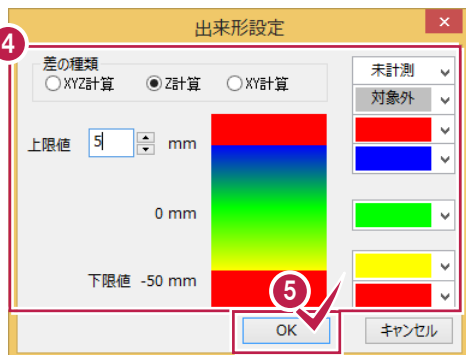 出来形設定
4
差の種類
XYZ計算 Z計算 XY計算
未計測
対象外
上限値 5 mm
0 mm
下限値 -50 mm
5
OK キャンセル